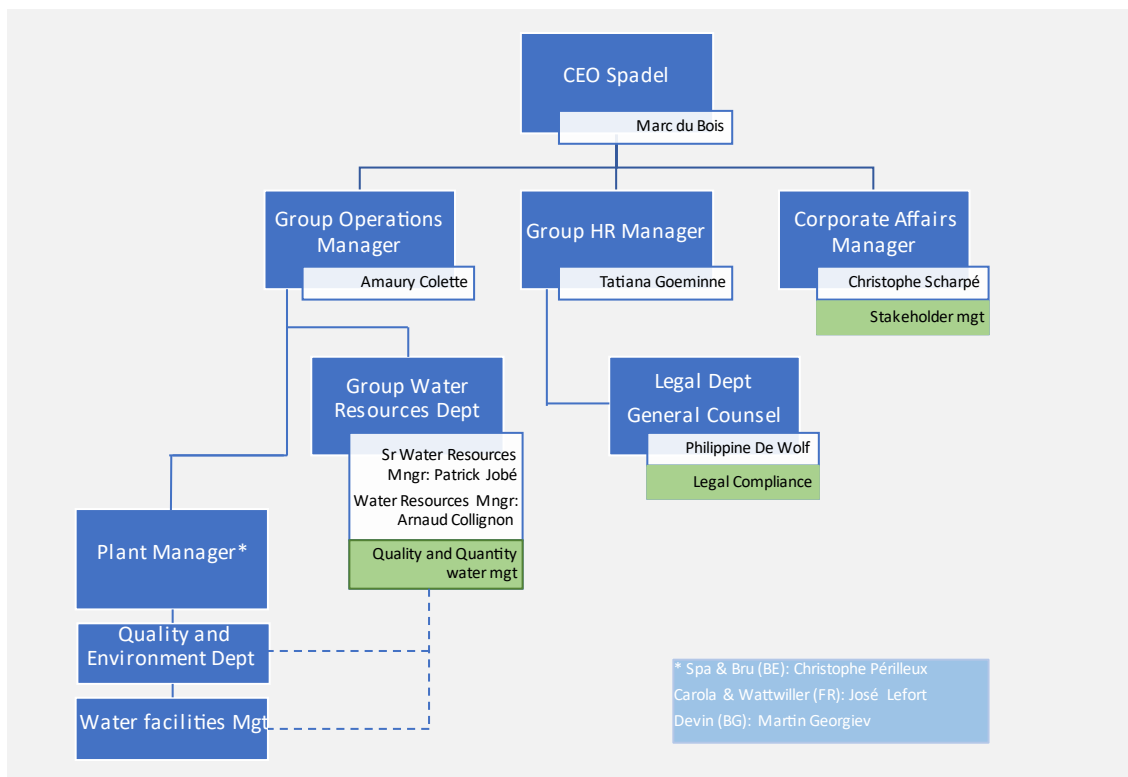 CEO Spadel
Marc du Bois
Group Operations
Manager
Amaury Colette
Group HR Manager
Tatiana Goeminne
Corporate Affairs
Manager
Christophe Scharpé
Stakeholder mgt
Group Water
Resources Dept
Sr Water Resources
Mngr: Patrick Jobé
Water Resources Mngr:
Arnaud Collignon
Quality and Quantity
water mgt
Legal Dept
General Counsel
Philippine De Wolf
Legal Compliance
Plant Manager*
Quality and
Environment Dept
Water facilities Mgt
* Spa & Bru (BE): Christophe Périlleux
Carola & Wattwiller (FR): José Lefort
Devin (BG): Martin Georgiev